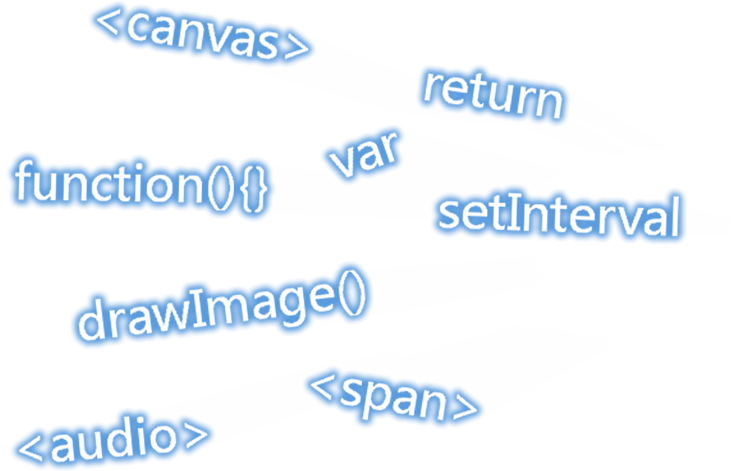 <canvas>
return
var
function(){}
setInterval
drawImage()
<span>
<audio>